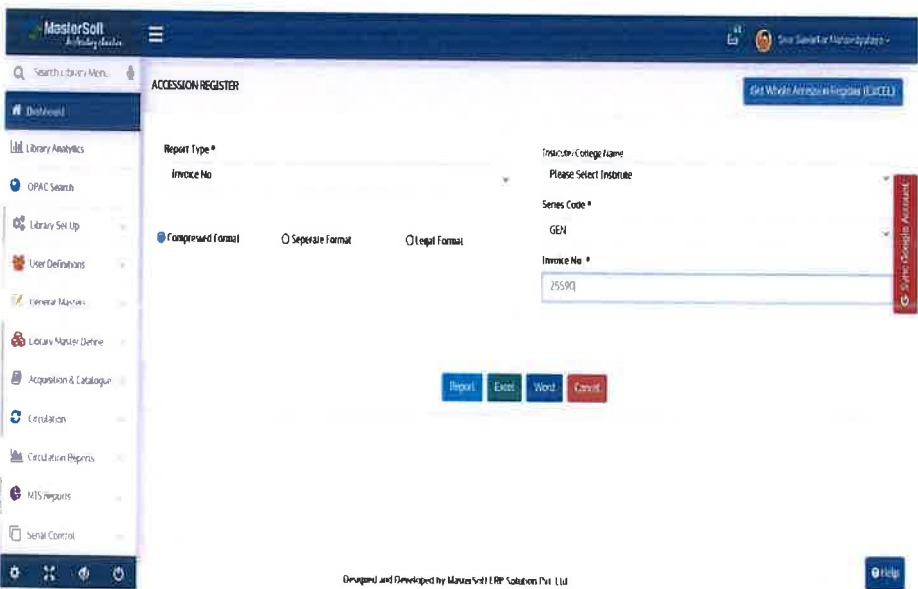 MasterSoft
Search Library Men
ACCESSION REGISTER
Get Whole Accession Register (EXCEL)
Dashboard
Library Analytics
OPAC Search
Library Set Up
User Definitions
General Masters
Library Master Define
Acquisition & Catalogue
Circulation
Circulation Reports
MIS Reports
Serial Control
Report Type *
Invoice No
Compressed Format
Seperate Format
Legal Format
Institute/College Name
Please Select Institute
Series Code *
GEN
Invoice No *
25590
Sync Google Account
Report
Excel
Word
Cancel
Designed and Developed by MasterSoft ERP Solution Pvt. Ltd
Help